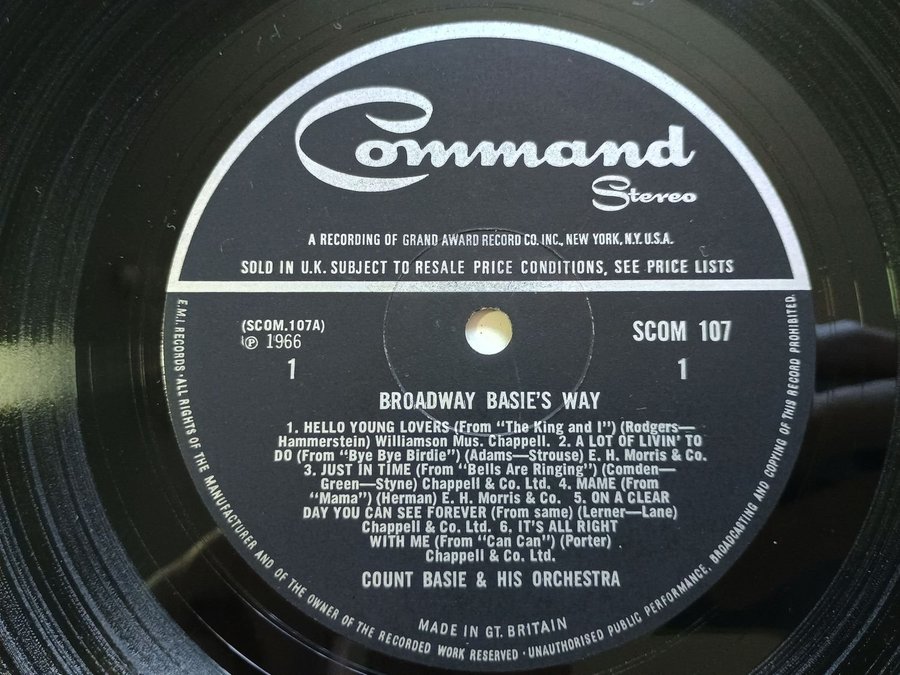 Command
Stereo
A RECORDING OF GRAND AWARD RECORD CO. INC., NEW YORK, N.Y. U.S.A.
SOLD IN U.K. SUBJECT TO RESALE PRICE CONDITIONS, SEE PRICE LISTS
(SCOM.107A)
Ⓟ 1966
1
SCOM 107
1
BROADWAY BASIE'S WAY
1. HELLO YOUNG LOVERS (From "The King and I") (Rodgers—
Hammerstein) Williamson Mus. Chappell. 2. A LOT OF LIVIN' TO
DO (From "Bye Bye Birdie") (Adams—Strouse) E. H. Morris & Co.
3. JUST IN TIME (From "Bells Are Ringing") (Comden—
Green—Styne) Chappell & Co. Ltd. 4. MAME (From
"Mama") (Herman) E. H. Morris & Co. 5. ON A CLEAR
DAY YOU CAN SEE FOREVER (From same) (Lerner—Lane)
Chappell & Co. Ltd. 6. IT'S ALL RIGHT
WITH ME (From "Can Can") (Porter)
Chappell & Co. Ltd.
COUNT BASIE & HIS ORCHESTRA
MADE IN GT. BRITAIN
E.M.I. RECORDS · ALL RIGHTS OF THE MANUFACTURER AND OF THE OWNER OF THE RECORDED WORK RESERVED · UNAUTHORISED PUBLIC PERFORMANCE, BROADCASTING AND COPYING OF THIS RECORD PROHIBITED.